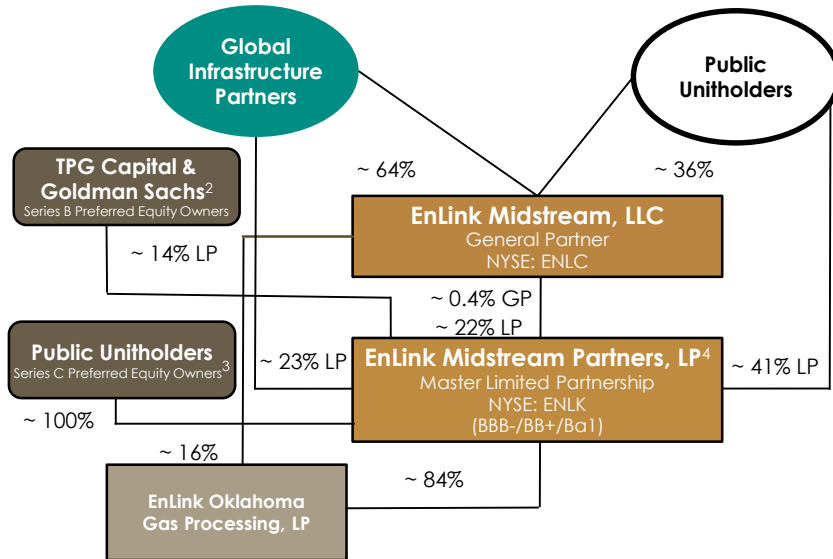 Global
Infrastructure
Partners
Public
Unitholders
TPG Capital &
Goldman Sachs2
Series B Preferred Equity Owners
~ 64%
~ 36%
EnLink Midstream, LLC
General Partner
NYSE: ENLC
~ 14% LP
~ 0.4% GP
~ 22% LP
Public Unitholders
Series C Preferred Equity Owners3
~ 23% LP
EnLink Midstream Partners, LP4
Master Limited Partnership
NYSE: ENLK
(BBB-/BB+/Ba1)
~ 41% LP
~ 100%
~ 16%
~ 84%
EnLink Oklahoma
Gas Processing, LP